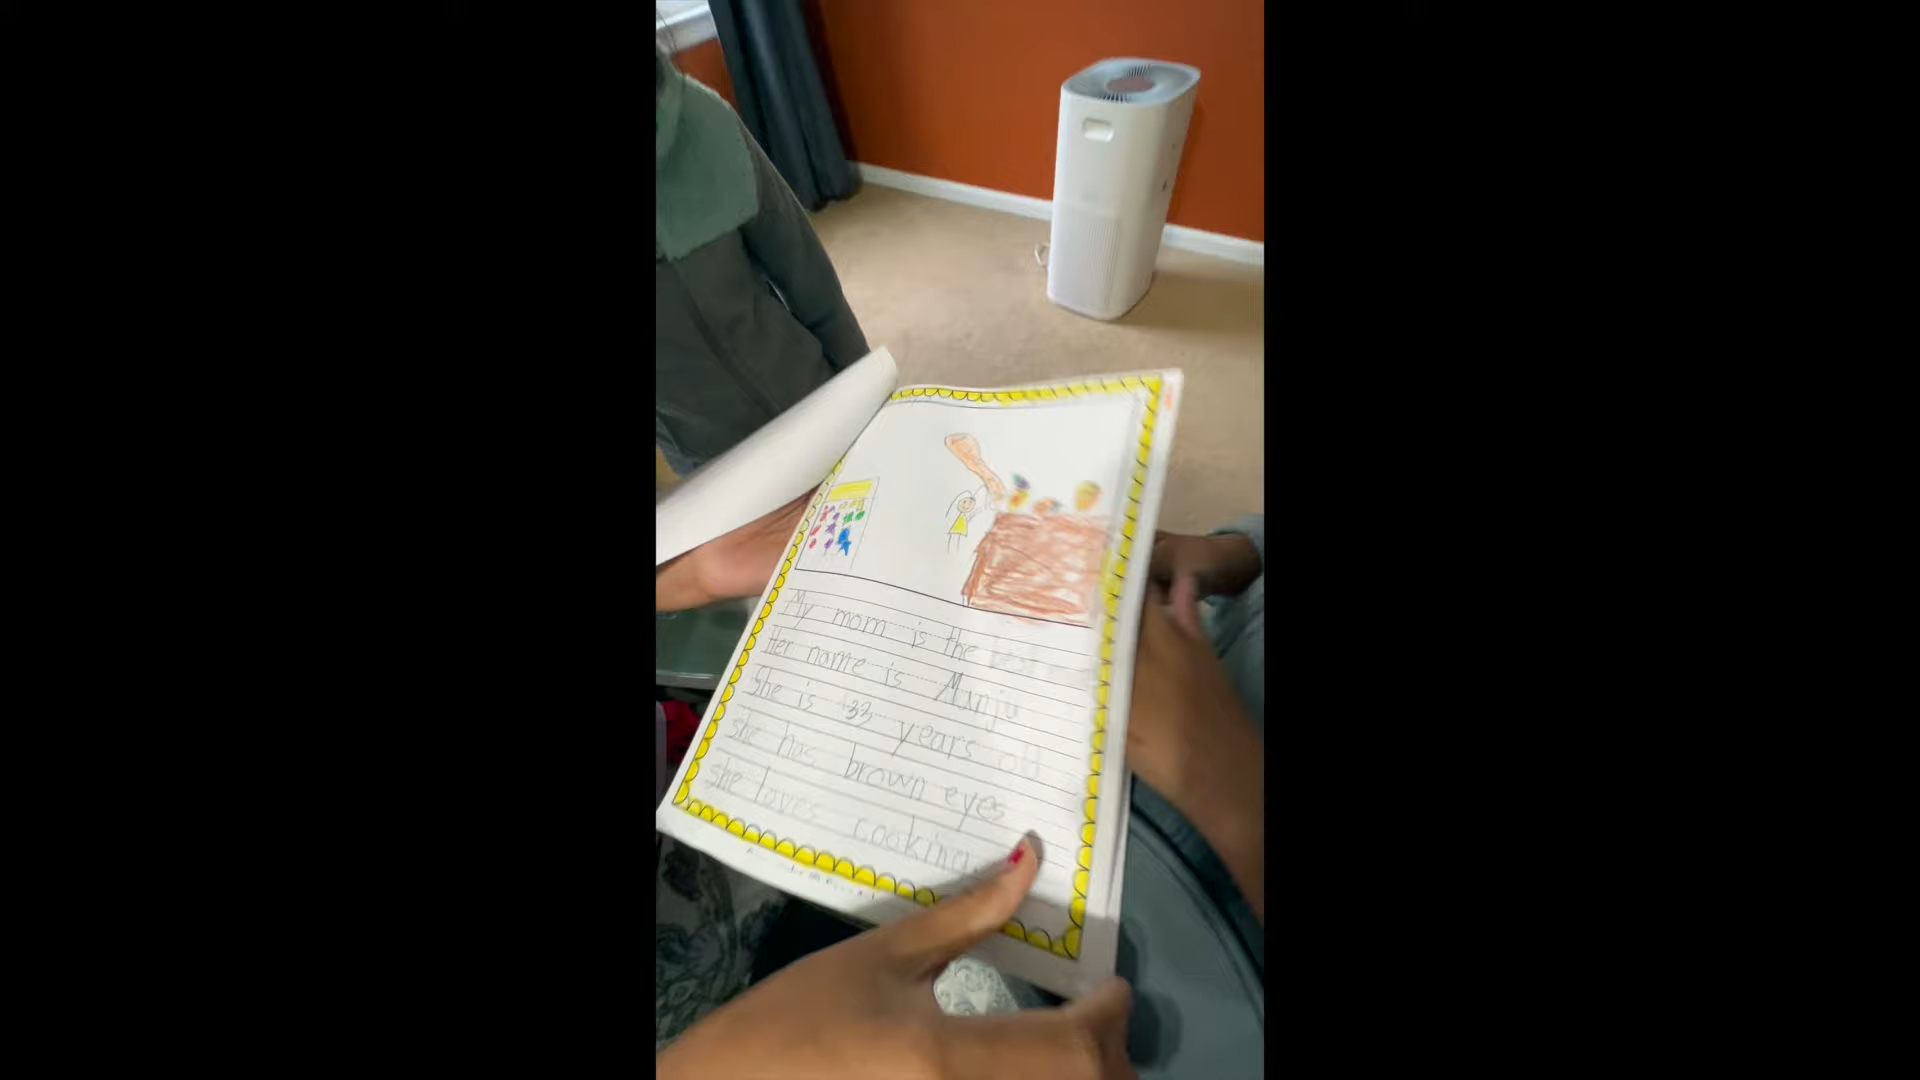 My mom is the best
Her name is Manju
She is 33 years old
she has brown eyes
she loves cooking